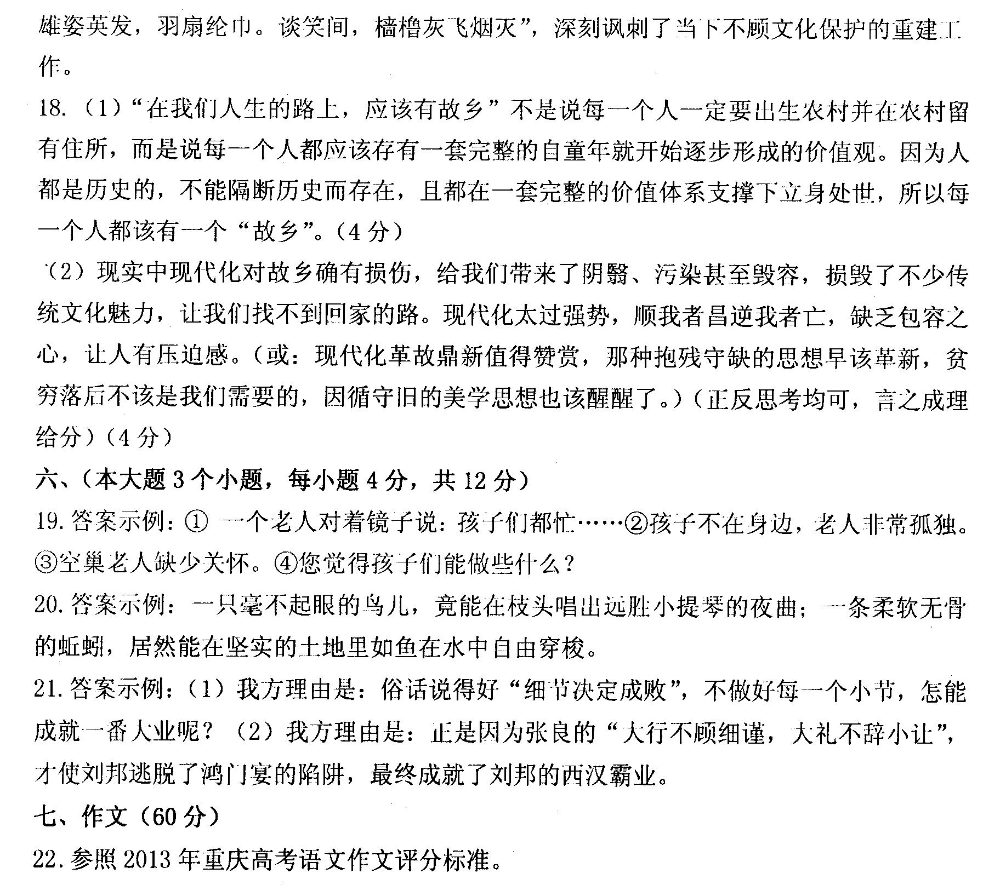 雄姿英发，羽扇纶巾。谈笑间，樯橹灰飞烟灭”，深刻讽刺了当下不顾文化保护的重建工
作。
18.（1）“在我们人生的路上，应该有故乡”不是说每一个人一定要出生农村并在农村留
有住所，而是说每一个人都应该存有一套完整的自童年就开始逐步形成的价值观。因为人
都是历史的，不能隔断历史而存在，且都在一套完整的价值体系支撑下立身处世，所以每
一个人都该有一个“故乡”。（4 分）
（2）现实中现代化对故乡确有损伤，给我们带来了阴翳、污染甚至毁容，损毁了不少传
统文化魅力，让我们找不到回家的路。现代化太过强势，顺我者昌逆我者亡，缺乏包容之
心，让人有压迫感。（或：现代化革故鼎新值得赞赏，那种抱残守缺的思想早该革新，贫
穷落后不该是我们需要的，因循守旧的美学思想也该醒醒了。）（正反思考均可，言之成理
给分）（4 分）
六、（本大题 3 个小题，每小题 4 分，共 12 分）
19. 答案示例：① 一个老人对着镜子说：孩子们都忙……②孩子不在身边，老人非常孤独。
③空巢老人缺少关怀。④您觉得孩子们能做些什么？
20. 答案示例：一只毫不起眼的鸟儿，竟能在枝头唱出远胜小提琴的夜曲；一条柔软无骨
的蚯蚓，居然能在坚实的土地里如鱼在水中自由穿梭。
21. 答案示例：（1）我方理由是：俗话说得好“细节决定成败”，不做好每一个小节，怎能
成就一番大业呢？（2）我方理由是：正是因为张良的“大行不顾细谨，大礼不辞小让”，
才使刘邦逃脱了鸿门宴的陷阱，最终成就了刘邦的西汉霸业。
七、作文（60 分）
22. 参照 2013 年重庆高考语文作文评分标准。